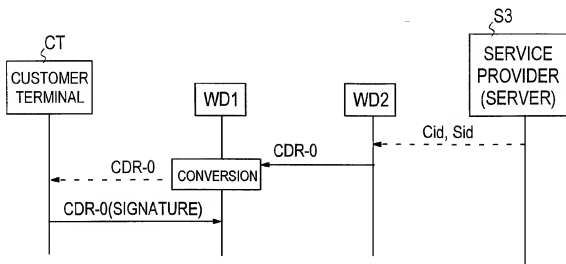 S3
CT
CUSTOMER
TERMINAL
WD1
WD2
SERVICE
PROVIDER
(SERVER)
Cid, Sid
CDR-0
CDR-0
CONVERSION
CDR-0(SIGNATURE)